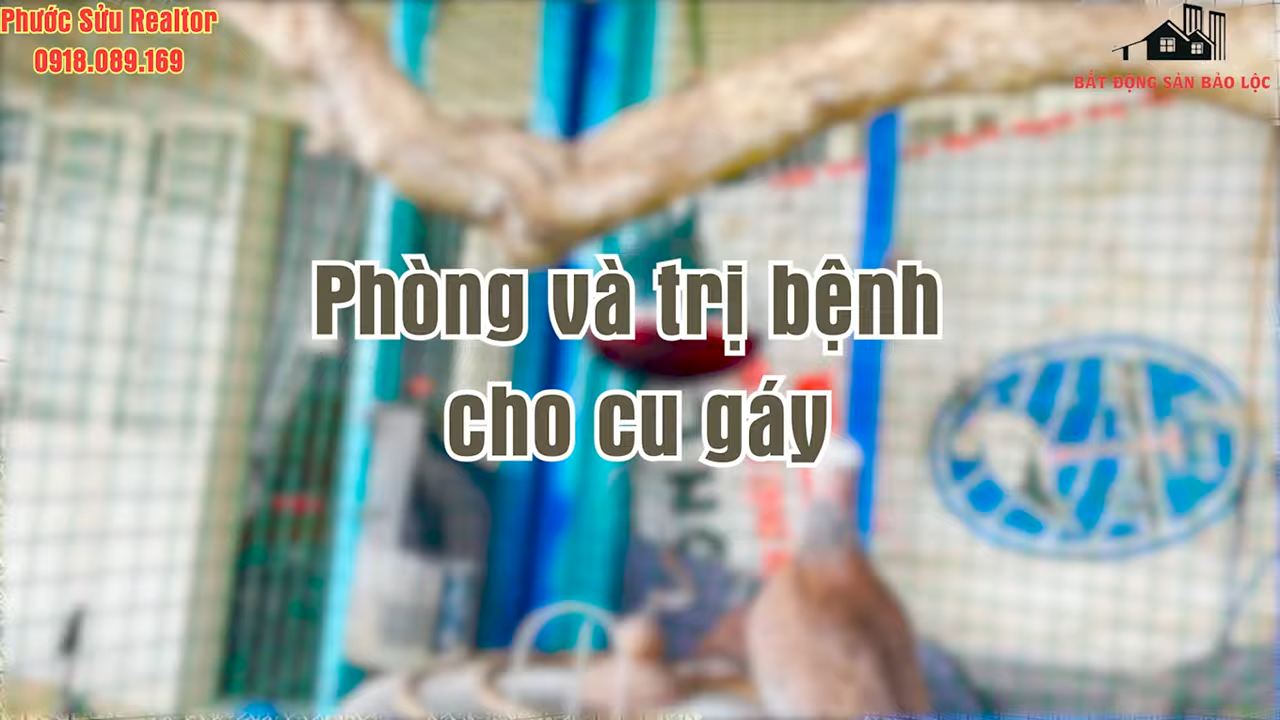 Phước Sửu Realtor
0918.089.169
BẤT ĐỘNG SẢN BẢO LỘC
Phòng và trị bệnh
cho cu gáy